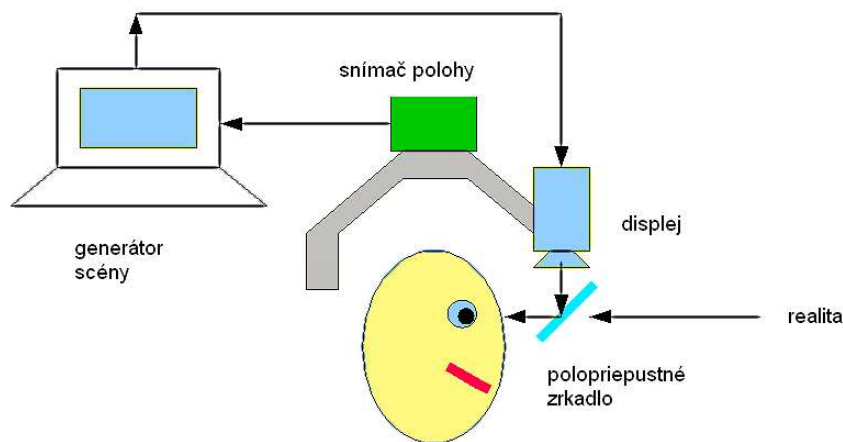 snímač polohy
generátor
scény
displej
realita
polopriepustné
zrkadlo